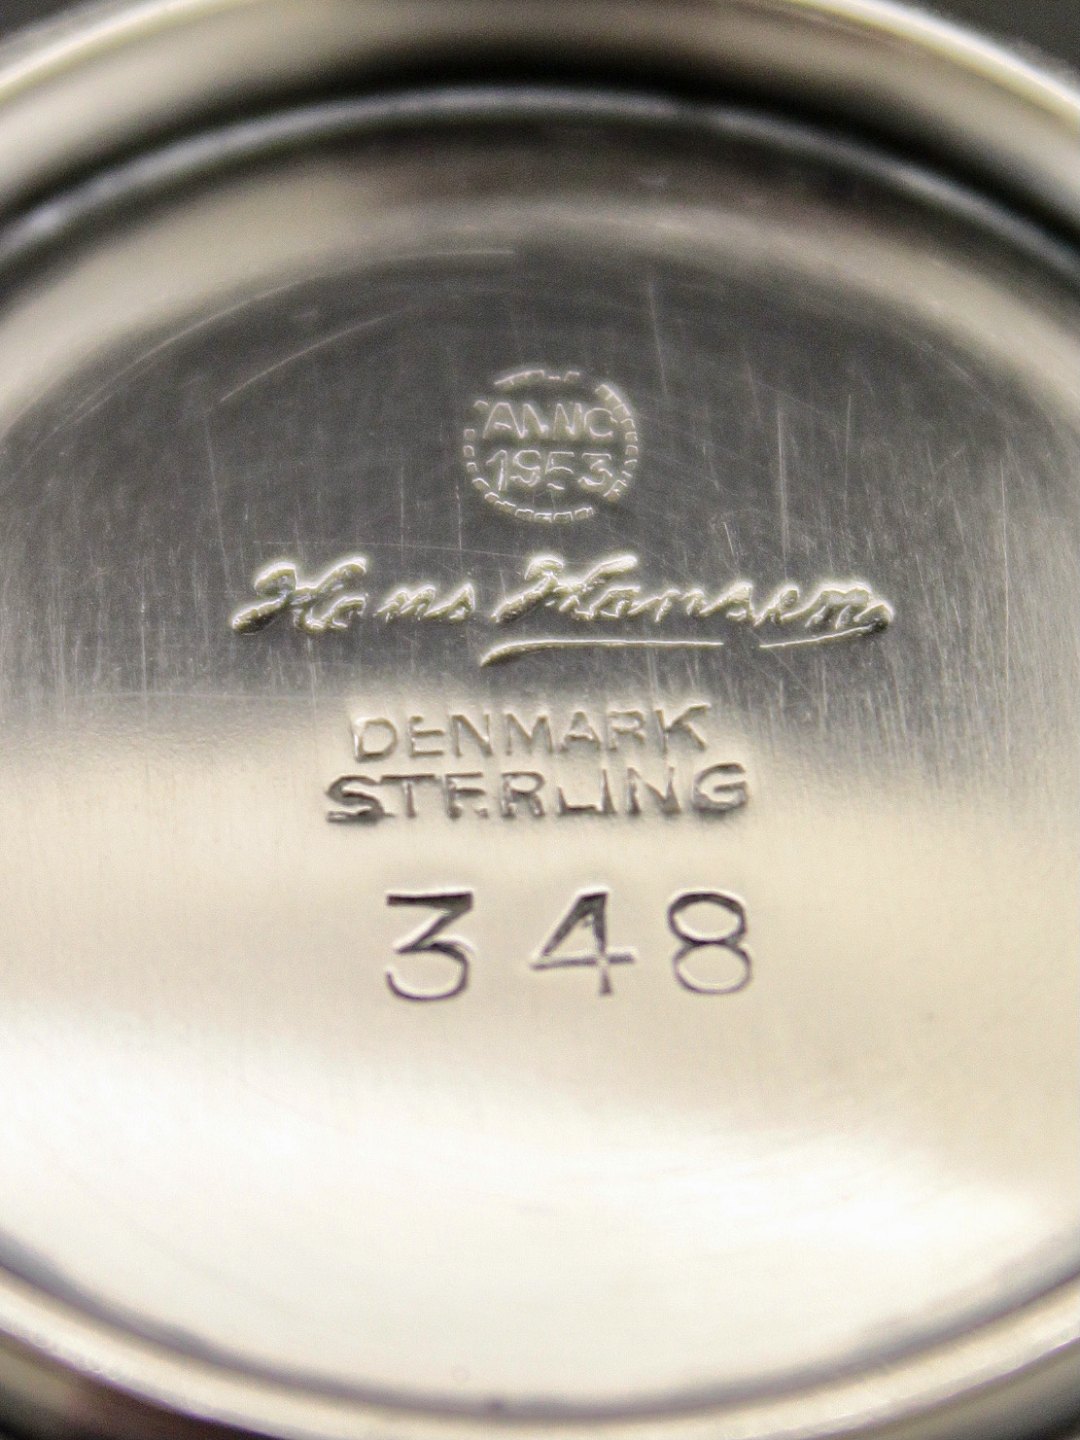 ANNO
1953
Hans Hansen
DENMARK
STERLING
348